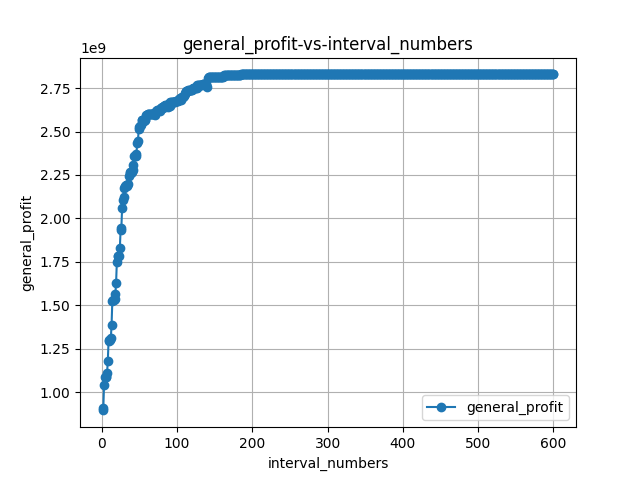 general_profit-vs-interval_numbers
1e9
2.75
2.50
2.25
2.00
1.75
1.50
1.25
1.00
general_profit
general_profit
0 100 200 300 400 500 600
interval_numbers